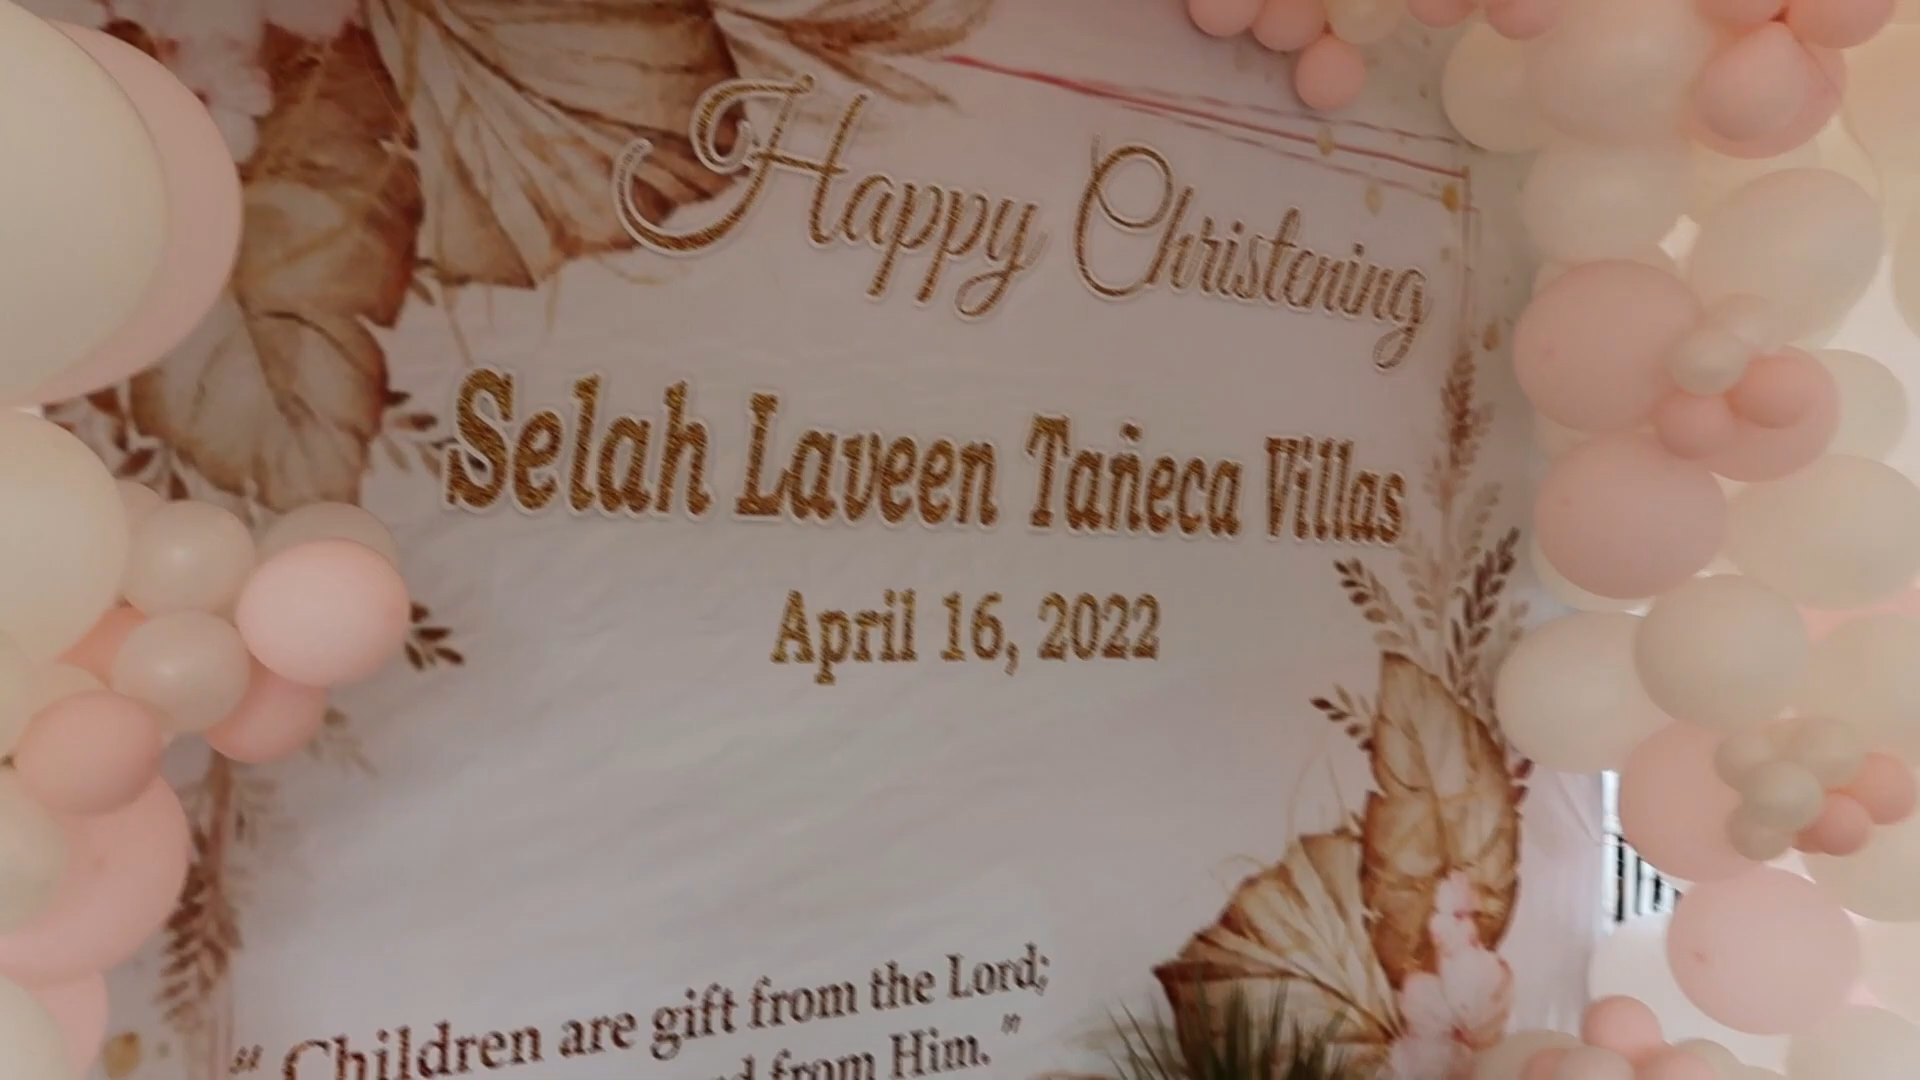 Happy Christening
Selah Laveen Tañeca Villas
April 16, 2022
" Children are gift from the Lord;
from Him. "